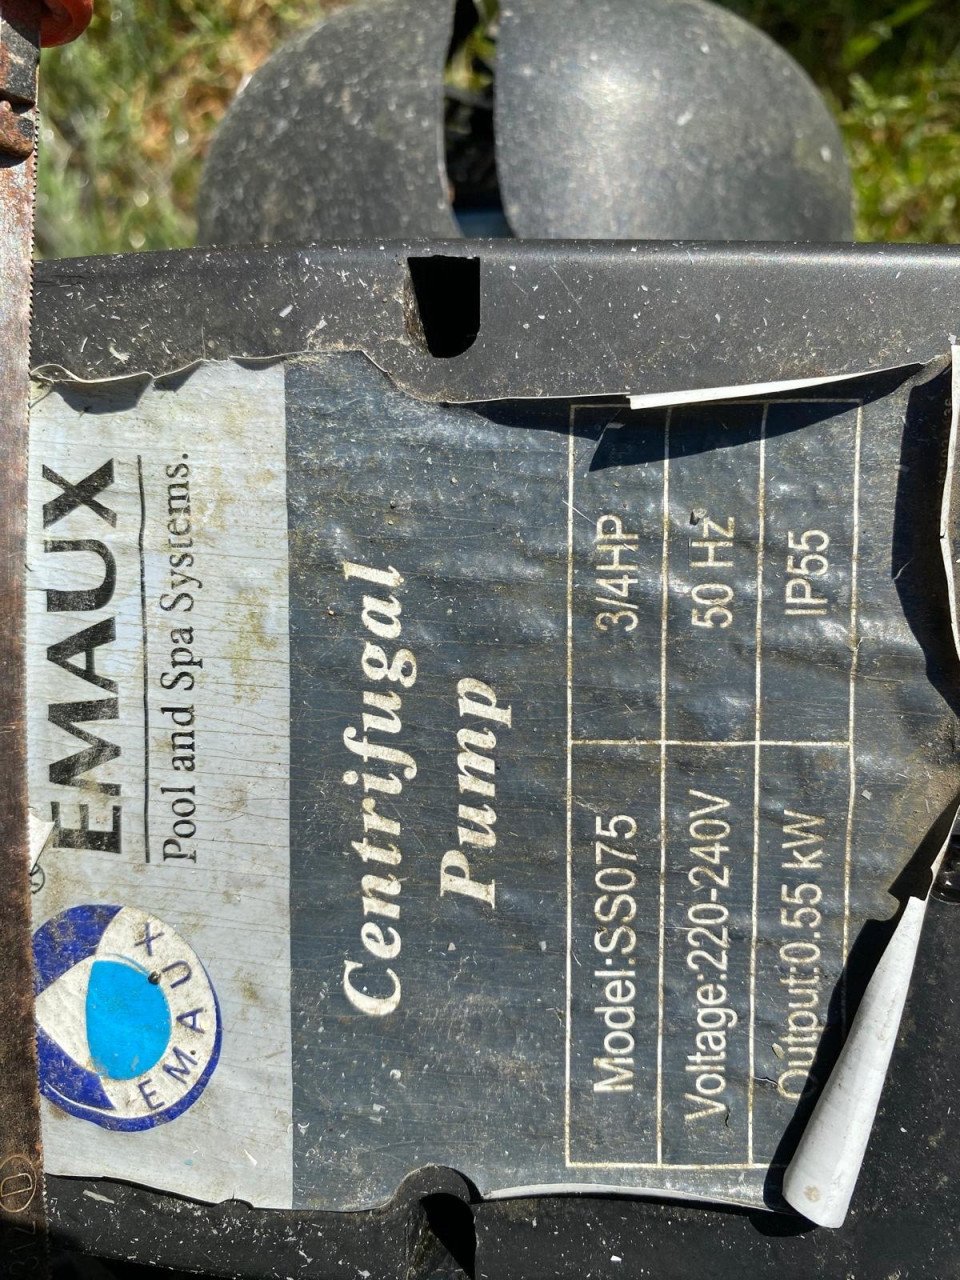 EMAUX
EMAUX
®
Pool and Spa Systems.
Centrifugal
Pump
Model:SS075 3/4HP
Voltage:220-240V 50 Hz
Output:0.55 kW IP55